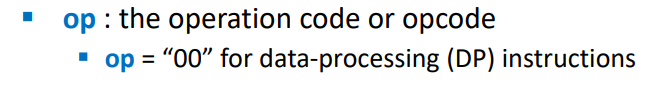 ▪ op : the operation code or opcode
▪ op = “00” for data-processing (DP) instructions